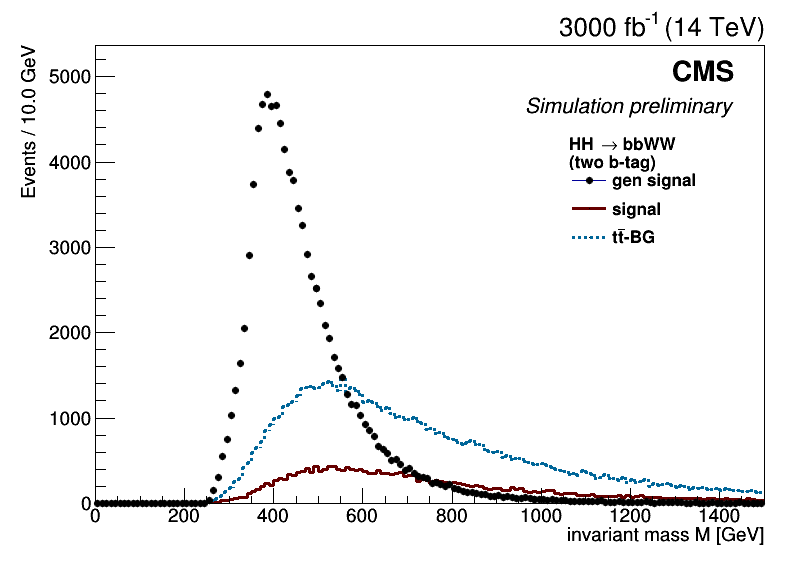 3000 fb⁻¹ (14 TeV)
CMS
Simulation preliminary
HH → bbWW
(two b-tag)
gen signal
signal
tt̄-BG
Events / 10.0 GeV
5000
4000
3000
2000
1000
0
0 200 400 600 800 1000 1200 1400
invariant mass M [GeV]